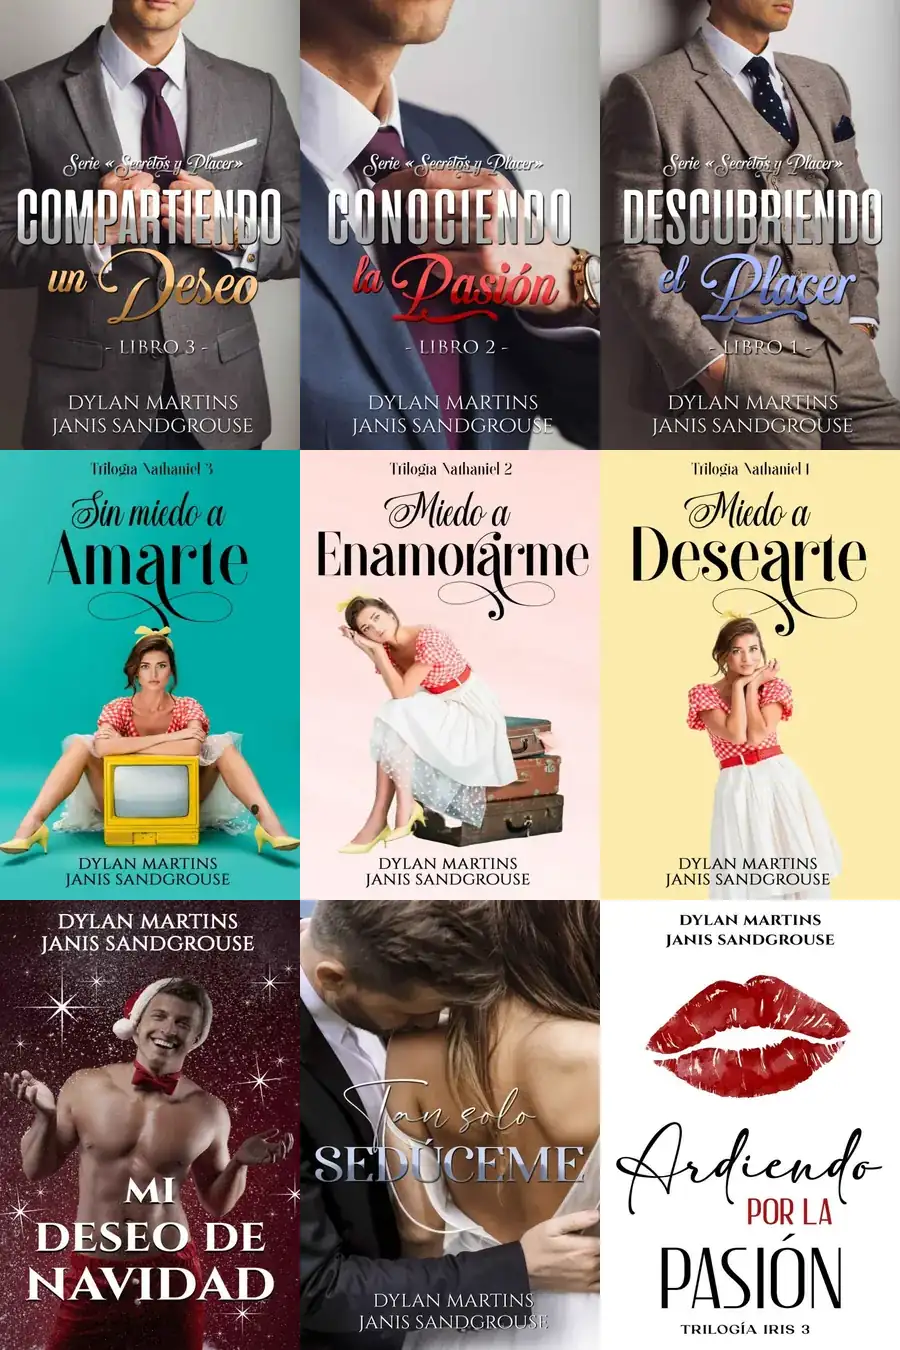 Serie «Secretos y Placer»
COMPARTIENDO
un Deseo
- LIBRO 3 -
DYLAN MARTINS
JANIS SANDGROUSE
Serie «Secretos y Placer»
CONOCIENDO
la Pasión
- LIBRO 2 -
DYLAN MARTINS
JANIS SANDGROUSE
Serie «Secretos y Placer»
DESCUBRIENDO
el Placer
- LIBRO 1 -
DYLAN MARTINS
JANIS SANDGROUSE
Trilogía Nathaniel 3
Sin miedo a
Amarte
DYLAN MARTINS
JANIS SANDGROUSE
Trilogía Nathaniel 2
Miedo a
Enamorarme
DYLAN MARTINS
JANIS SANDGROUSE
Trilogía Nathaniel 1
Miedo a
Desearte
DYLAN MARTINS
JANIS SANDGROUSE
DYLAN MARTINS
JANIS SANDGROUSE
MI
DESEO DE
NAVIDAD
Tan solo
SEDÚCEME
DYLAN MARTINS
JANIS SANDGROUSE
DYLAN MARTINS
JANIS SANDGROUSE
Ardiendo
POR LA
PASIÓN
TRILOGÍA IRIS 3